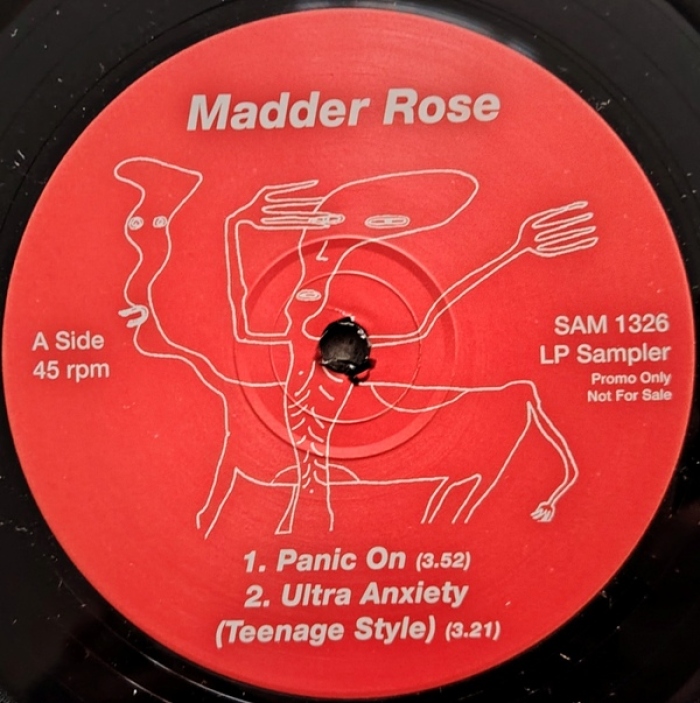 Madder Rose
A Side
45 rpm
SAM 1326
LP Sampler
Promo Only
Not For Sale
1. Panic On (3.52)
2. Ultra Anxiety
(Teenage Style) (3.21)